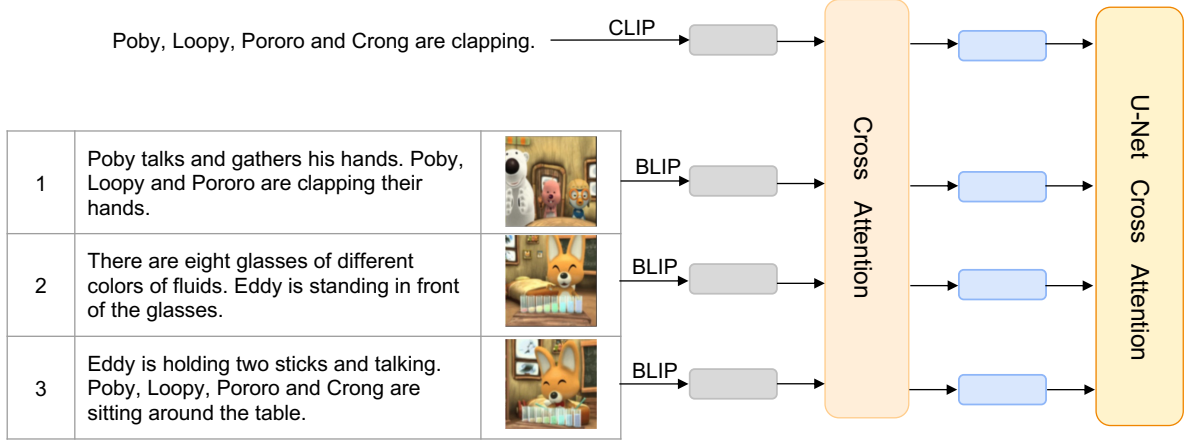 Poby, Loopy, Pororo and Crong are clapping.
CLIP
1
Poby talks and gathers his hands. Poby,
Loopy and Pororo are clapping their
hands.
BLIP
2
There are eight glasses of different
colors of fluids. Eddy is standing in front
of the glasses.
BLIP
3
Eddy is holding two sticks and talking.
Poby, Loopy, Pororo and Crong are
sitting around the table.
BLIP
Cross Attention
U-Net Cross Attention